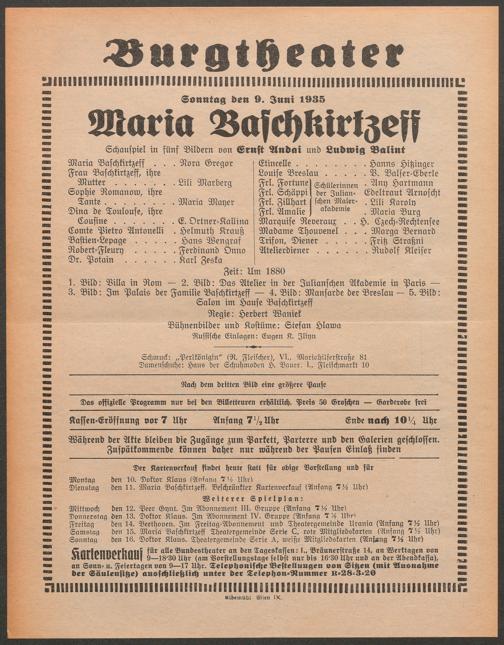 Burgtheater
Sonntag den 9. Juni 1935
Maria Baschkirtzeff
Schauspiel in fünf Bildern von Ernst Andai und Ludwig Balint
Maria Baschkirtzeff . . . Nora Gregor
Frau Baschkirtzeff, ihre
Mutter . . . . . . Lili Marberg
Sophie Romanow, ihre
Tante . . . . . . . Maria Mayer
Dina de Toulouse, ihre
Cousine . . . . . . E. Ortner-Kallina
Comte Pietro Antonelli . Helmuth Krauß
Bastien-Lepage . . . . . Hans Wengraf
Robert-Fleury . . . . . Ferdinand Onno
Dr. Potain . . . . . . . Karl Zeska
Etincelle . . . . . . . . Hanns Hitzinger
Louise Breslau . . . . . V. Balser-Eberle
Frl. Fortune Any Hartmann
Frl. Schäppi Edeltraut Arnoscht
Frl. Zillhart Lili Karoly
Frl. Amalie Maria Burg
Schülerinnen der Julianschen Malerakademie
Marquise Reveraux . . H. Czech-Rechtensee
Madame Thouvenel . . Marga Bernard
Trifon, Diener . . . . . Fritz Straßni
Atelierdiener . . . . . . Rudolf Kleiser
Zeit: Um 1880
1. Bild: Villa in Rom — 2. Bild: Das Atelier in der Julianschen Akademie in Paris —
3. Bild: Im Palais der Familie Baschkirtzeff — 4. Bild: Mansarde der Breslau — 5. Bild:
Salon im Hause Baschkirtzeff
Regie: Herbert Waniek
Bühnenbilder und Kostüme: Stefan Hlawa
Russische Einlagen: Eugen K. Iljyn
Schmuck: „Perlkönigin“ (R. Fleischer), VI., Mariahilferstraße 81
Damenschuhe: Haus der Schuhmoden H. Bauer, I., Fleischmarkt 10
Nach dem dritten Bild eine größere Pause
Das offizielle Programm nur bei den Billetteuren erhältlich. Preis 50 Groschen — Garderobe frei
Kassen-Eröffnung vor 7 Uhr Anfang 7½ Uhr Ende nach 10¼ Uhr
Während der Akte bleiben die Zugänge zum Parkett, Parterre und den Galerien geschlossen.
Zuspätkommende können daher nur während der Pausen Einlaß finden
Der Kartenverkauf findet heute statt für obige Vorstellung und für
Montag den 10. Doktor Klaus (Anfang 7½ Uhr)
Dienstag den 11. Maria Baschkirtzeff. Beschränkter Kartenverkauf (Anfang 7½ Uhr)
Weiterer Spielplan:
Mittwoch den 12. Peer Gynt. Im Abonnement III. Gruppe (Anfang 7½ Uhr)
Donnerstag den 13. Doktor Klaus. Im Abonnement IV. Gruppe (Anfang 7½ Uhr)
Freitag den 14. Beethoven. Im Freitag-Abonnement und Theatergemeinde Urania (Anfang 7½ Uhr)
Samstag den 15. Maria Baschkirtzeff. Theatergemeinde Serie C, rote Mitgliedskarten (Anfang 7½ Uhr)
Sonntag den 16. Doktor Klaus. Theatergemeinde Serie A, weiße Mitgliedskarten (Anfang 7½ Uhr)
Kartenverkauf für alle Bundestheater an den Tageskassen: I., Bräunerstraße 14, an Werktagen von
9—18·30 Uhr (am Vorstellungstage selbst nur bis 16·30 Uhr und an der Abendkassa),
an Sonn- u. Feiertagen von 9—17 Uhr. Telephonische Bestellungen von Sitzen (mit Ausnahme
der Säulensitze) ausschließlich unter der Telephon-Nummer R-28-3-20
Elbemühl Wien IX.